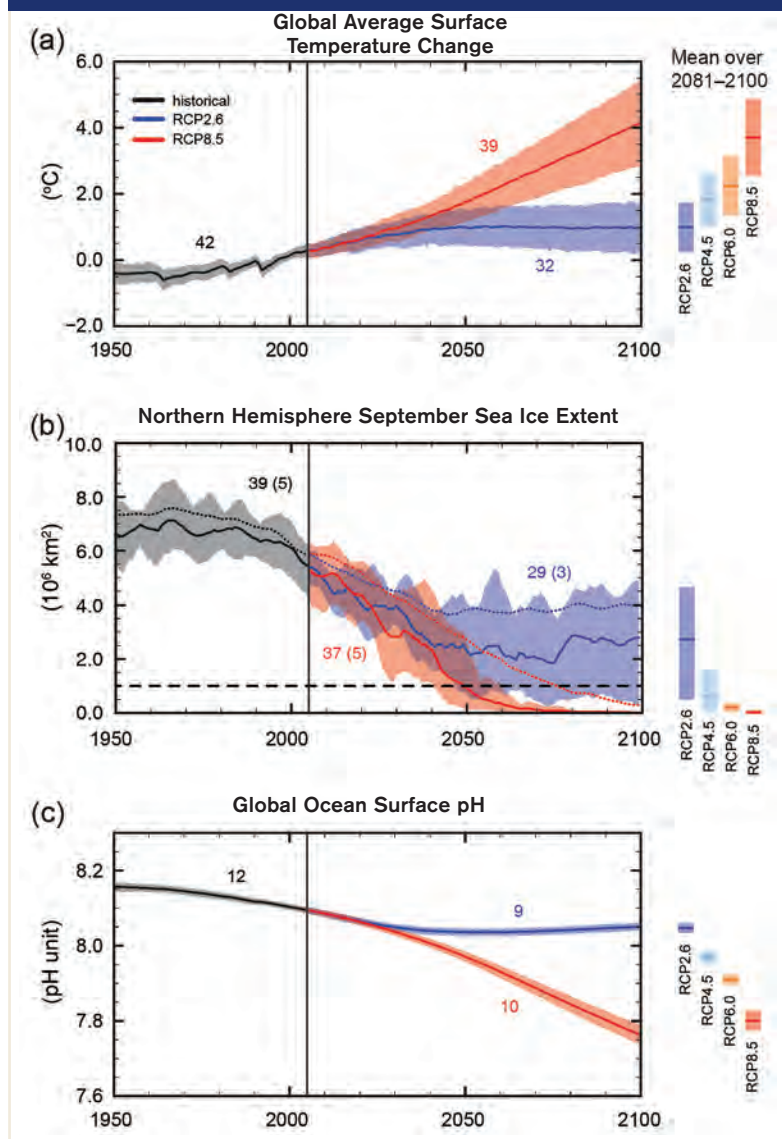 Global Average Surface
Temperature Change
(a)
Mean over
2081–2100
6.0
4.0
2.0
0.0
−2.0
(°C)
historical
RCP2.6
RCP8.5
42
39
32
1950
2000
2050
2100
RCP2.6
RCP4.5
RCP6.0
RCP8.5
Northern Hemisphere September Sea Ice Extent
(b)
10.0
8.0
6.0
4.0
2.0
0.0
(10⁶ km²)
39 (5)
29 (3)
37 (5)
1950
2000
2050
2100
RCP2.6
RCP4.5
RCP6.0
RCP8.5
Global Ocean Surface pH
(c)
8.2
8.0
7.8
7.6
(pH unit)
12
9
10
1950
2000
2050
2100
RCP2.6
RCP4.5
RCP6.0
RCP8.5